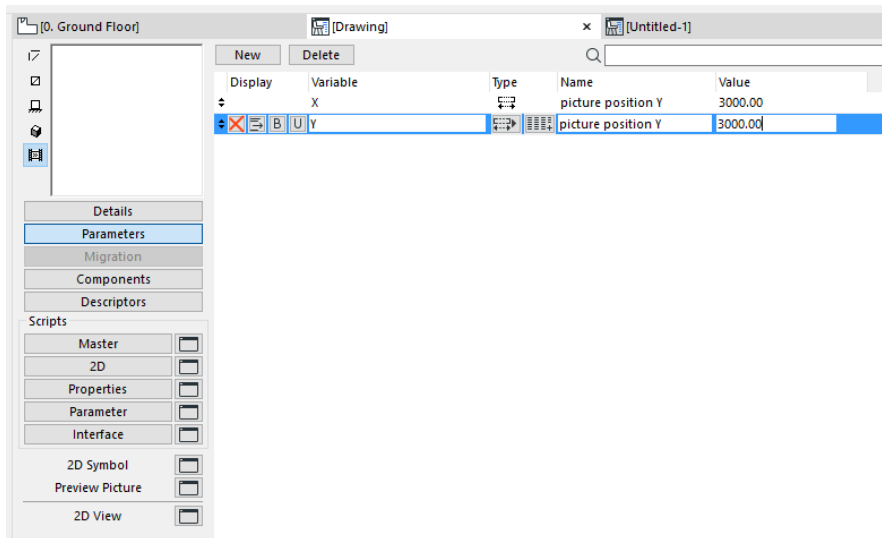 [0. Ground Floor] [Drawing] × [Untitled-1]
New Delete
Display Variable Type Name Value
X picture position Y 3000.00
B U Y picture position Y 3000.00
Details
Parameters
Migration
Components
Descriptors
Scripts
Master
2D
Properties
Parameter
Interface
2D Symbol
Preview Picture
2D View